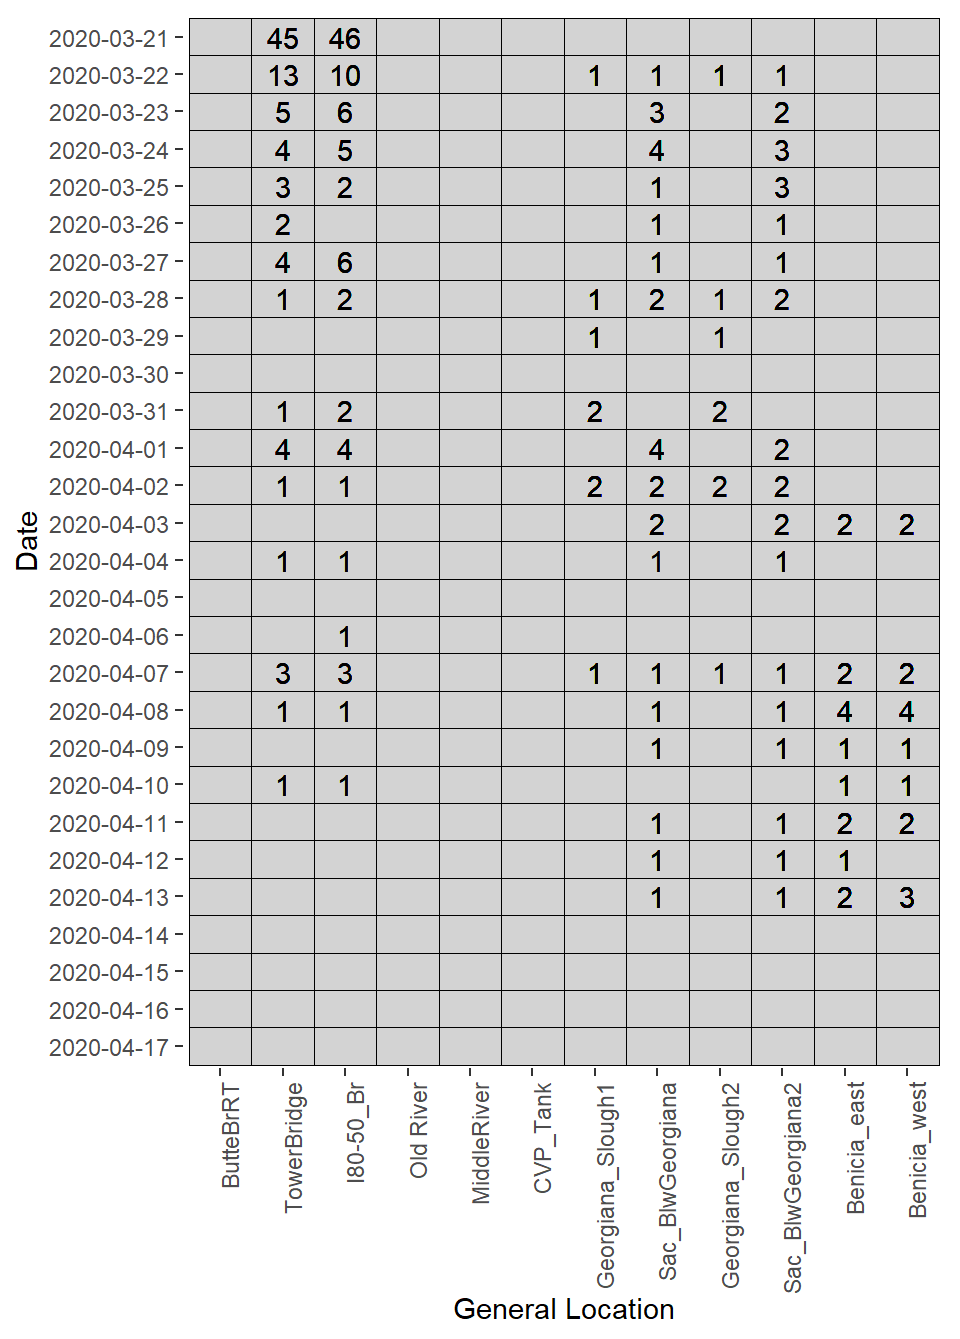 2020-03-21 45 46
2020-03-22 13 10 1 1 1 1
2020-03-23 5 6 3 2
2020-03-24 4 5 4 3
2020-03-25 3 2 1 3
2020-03-26 2 1 1
2020-03-27 4 6 1 1
2020-03-28 1 2 1 2 1 2
2020-03-29 1 1
2020-03-30
2020-03-31 1 2 2 2
2020-04-01 4 4 4 2
2020-04-02 1 1 2 2 2 2
2020-04-03 2 2 2 2
2020-04-04 1 1 1 1
2020-04-05
2020-04-06 1
2020-04-07 3 3 1 1 1 1 2 2
2020-04-08 1 1 1 1 4 4
2020-04-09 1 1 1 1
2020-04-10 1 1 1 1
2020-04-11 1 1 2 2
2020-04-12 1 1 1
2020-04-13 1 1 2 3
2020-04-14
2020-04-15
2020-04-16
2020-04-17
Date
ButteBrRT
TowerBridge
I80-50_Br
Old River
MiddleRiver
CVP_Tank
Georgiana_Slough1
Sac_BlwGeorgiana
Georgiana_Slough2
Sac_BlwGeorgiana2
Benicia_east
Benicia_west
General Location